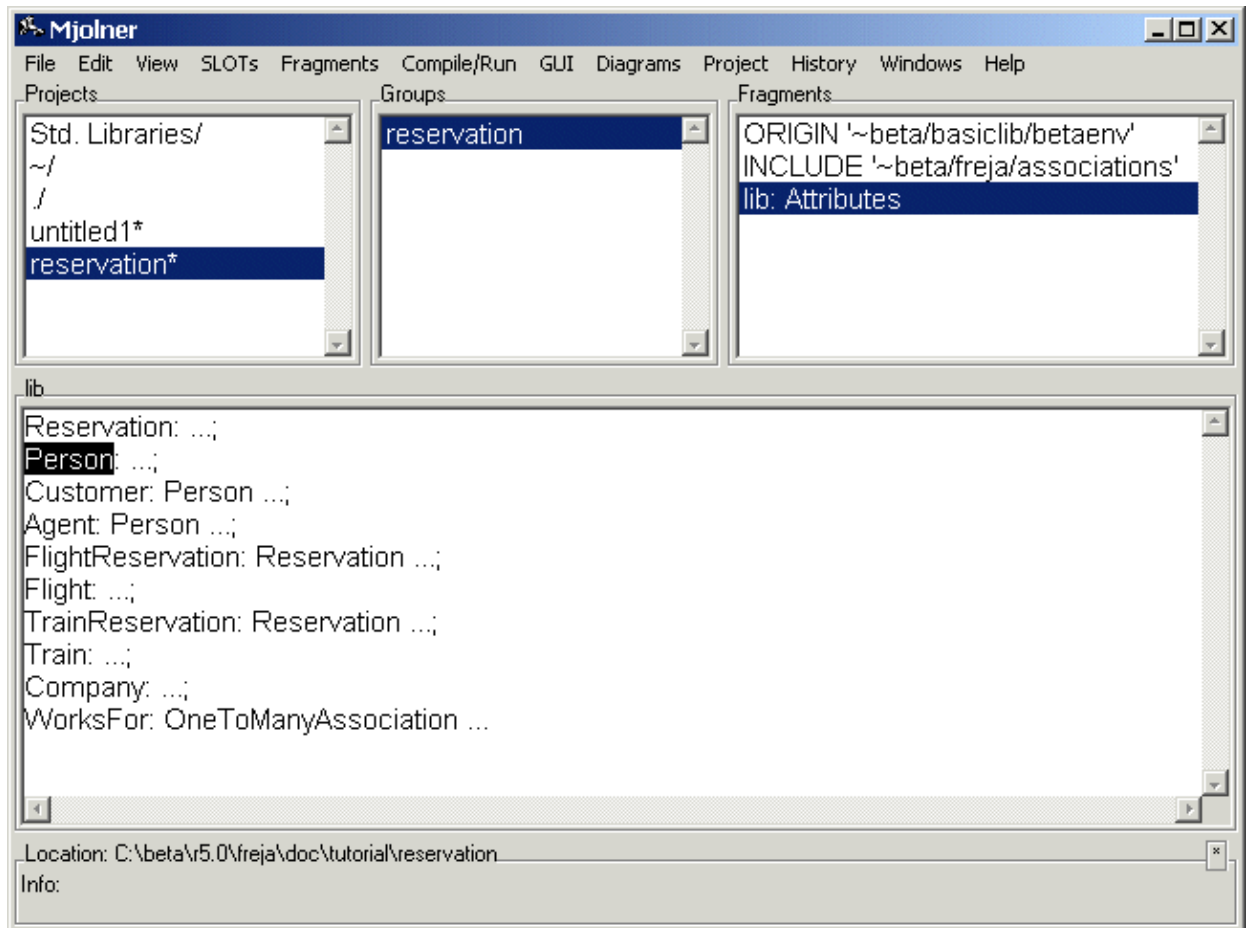 Mjolner
File Edit View SLOTs Fragments Compile/Run GUI Diagrams Project History Windows Help
Projects
Std. Libraries/
~/
./
untitled1*
reservation*
Groups
reservation
Fragments
ORIGIN '~beta/basiclib/betaenv'
INCLUDE '~beta/freja/associations'
lib: Attributes
lib
Reservation: ...;
Person: ...;
Customer: Person ...;
Agent: Person ...;
FlightReservation: Reservation ...;
Flight: ...;
TrainReservation: Reservation ...;
Train: ...;
Company: ...;
WorksFor: OneToManyAssociation ...
Location: C:\beta\r5.0\freja\doc\tutorial\reservation
Info: